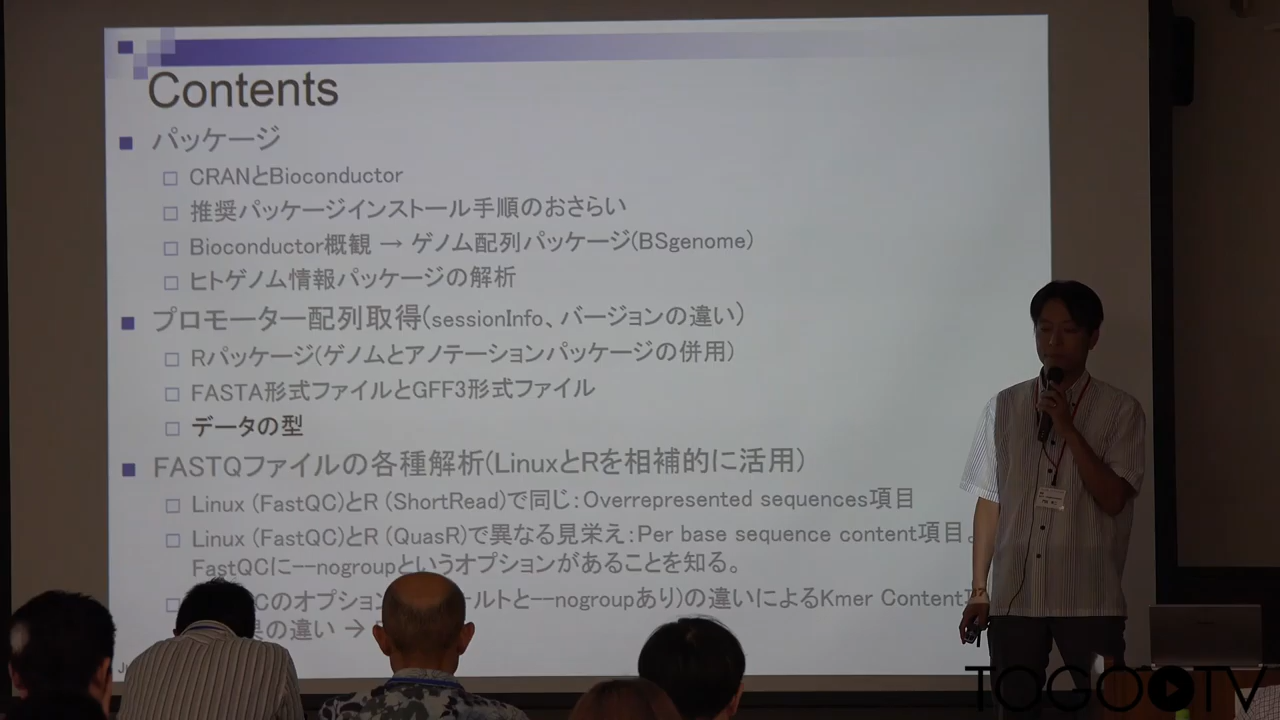 Contents
パッケージ
CRANとBioconductor
推奨パッケージインストール手順のおさらい
Bioconductor概観 → ゲノム配列パッケージ(BSgenome)
ヒトゲノム情報パッケージの解析
プロモーター配列取得(sessionInfo、バージョンの違い)
Rパッケージ(ゲノムとアノテーションパッケージの併用)
FASTA形式ファイルとGFF3形式ファイル
データの型
FASTQファイルの各種解析(LinuxとRを相補的に活用)
Linux (FastQC)とR (ShortRead)で同じ:Overrepresented sequences項目
Linux (FastQC)とR (QuasR)で異なる見栄え:Per base sequence content項目。
FastQCに--nogroupというオプションがあることを知る。
Cのオプション ルトと--nogroupあり)の違いによるKmer Content
の違い →
TOGOTV